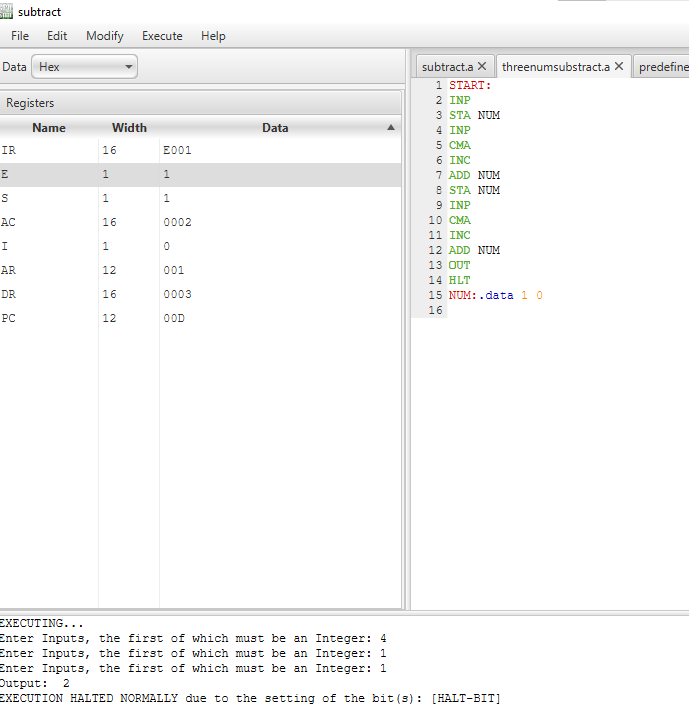 subtract
File Edit Modify Execute Help
Data Hex
Registers
Name Width Data
IR 16 E001
E 1 1
S 1 1
AC 16 0002
I 1 0
AR 12 001
DR 16 0003
PC 12 00D
subtract.a threenumsubstract.a predefine
1 START:
2 INP
3 STA NUM
4 INP
5 CMA
6 INC
7 ADD NUM
8 STA NUM
9 INP
10 CMA
11 INC
12 ADD NUM
13 OUT
14 HLT
15 NUM:.data 1 0
16
EXECUTING...
Enter Inputs, the first of which must be an Integer: 4
Enter Inputs, the first of which must be an Integer: 1
Enter Inputs, the first of which must be an Integer: 1
Output: 2
EXECUTION HALTED NORMALLY due to the setting of the bit(s): [HALT-BIT]